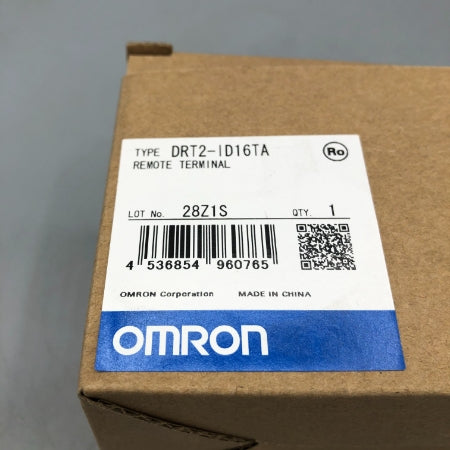 TYPE DRT2-ID16TA Ro
REMOTE TERMINAL
LOT No. 28Z1S QTY. 1
4 536854 960765
OMRON Corporation MADE IN CHINA
OMRON